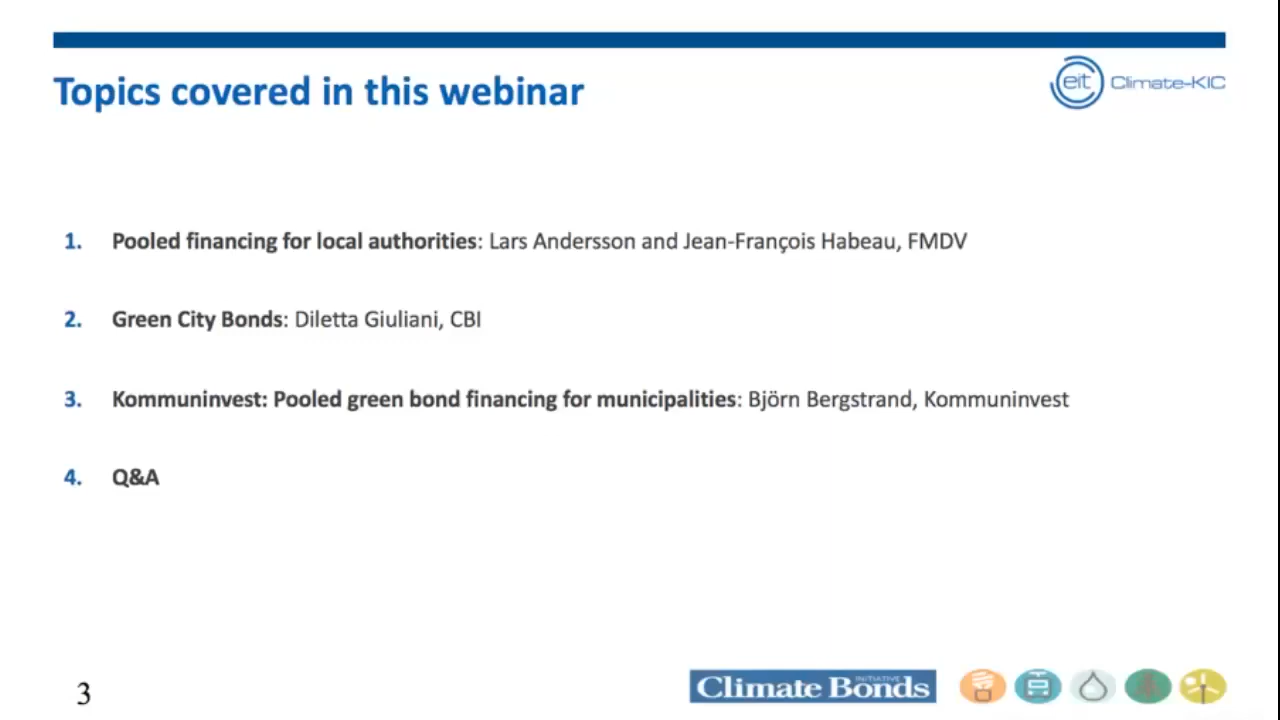 Topics covered in this webinar
eit Climate-KIC
1. Pooled financing for local authorities: Lars Andersson and Jean-François Habeau, FMDV
2. Green City Bonds: Diletta Giuliani, CBI
3. Kommuninvest: Pooled green bond financing for municipalities: Björn Bergstrand, Kommuninvest
4. Q&A
3
Climate Bonds INITIATIVE